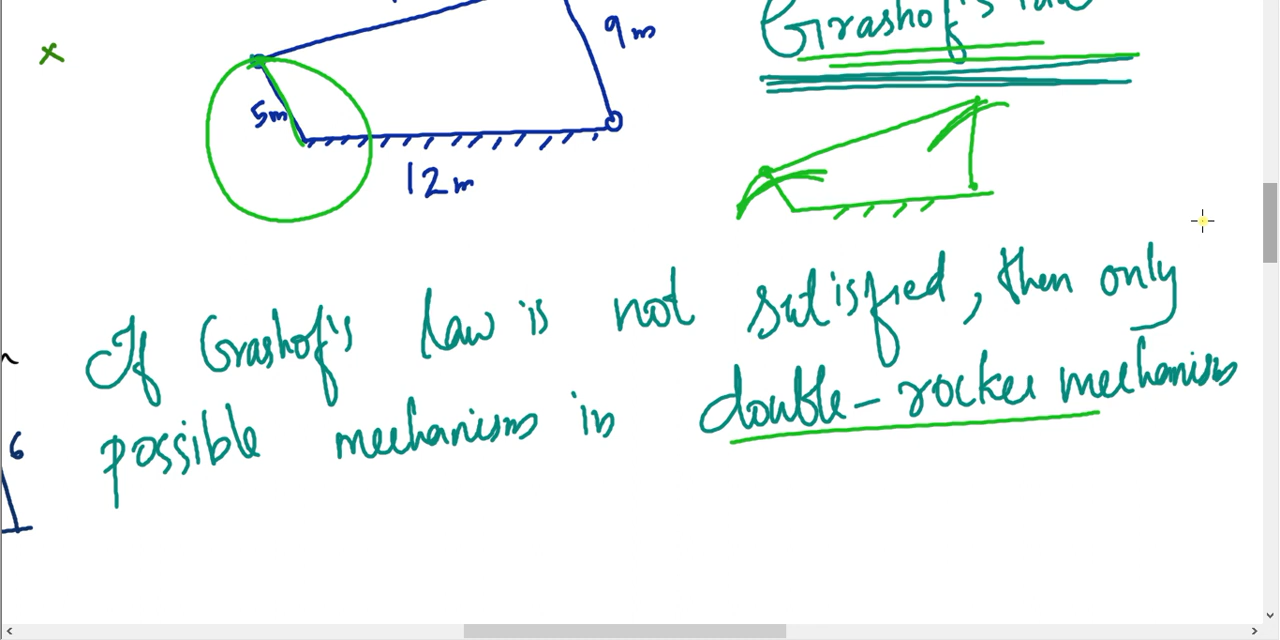 9m
Grashof's law
5m
12m
If Grashof's law is not satisfied, then only
possible mechanism is double-rocker mechanism
6